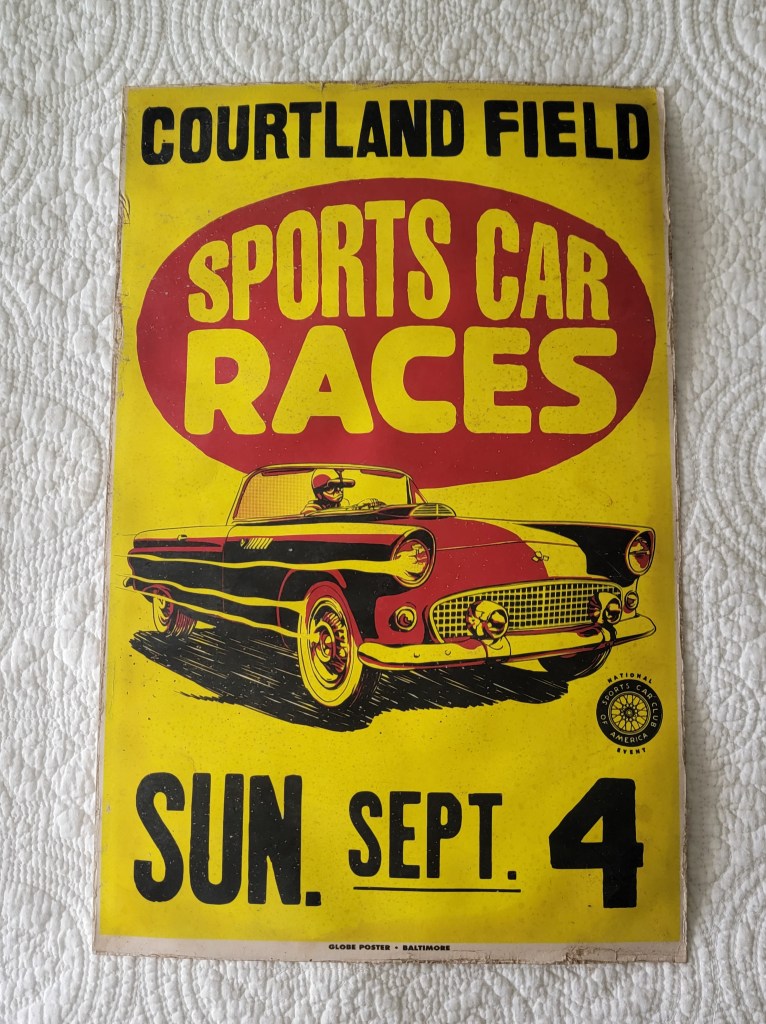 COURTLAND FIELD
SPORTS CAR
RACES
NATIONAL
SPORTS CAR CLUB
OF AMERICA
EVENT
SUN. SEPT. 4
GLOBE POSTER • BALTIMORE